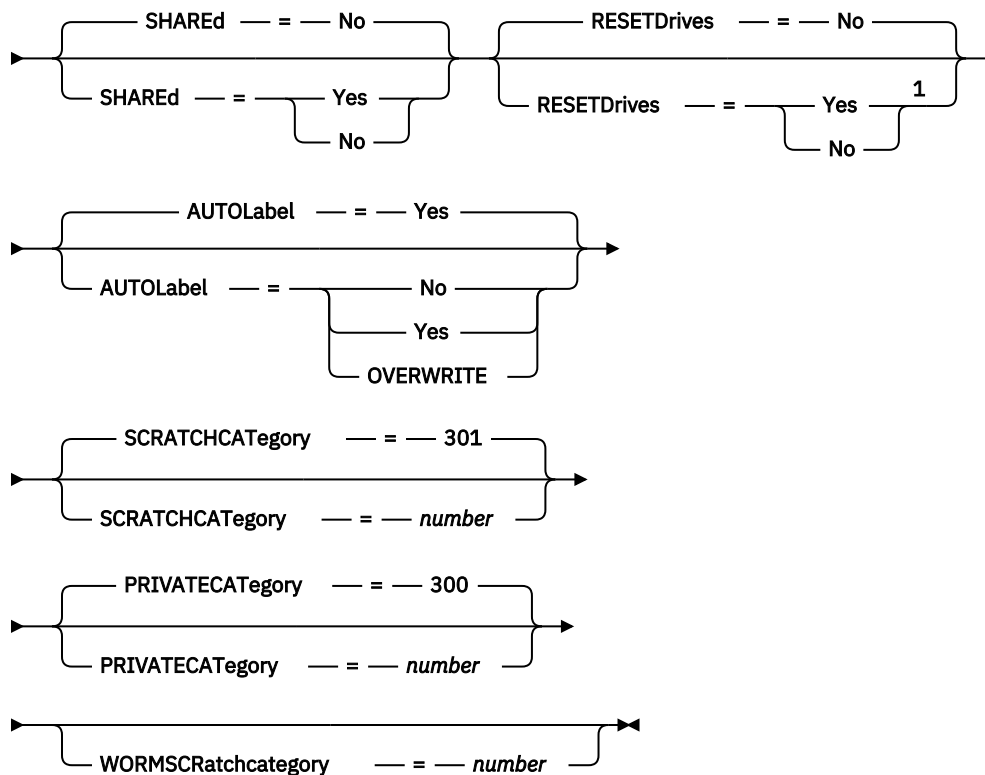 SHAREd = No RESETDrives = No
SHAREd = Yes RESETDrives = Yes 1
No No
AUTOLabel = Yes
AUTOLabel = No
Yes
OVERWRITE
SCRATCHCATegory = 301
SCRATCHCATegory = number
PRIVATECATegory = 300
PRIVATECATegory = number
WORMSCRatchcategory = number